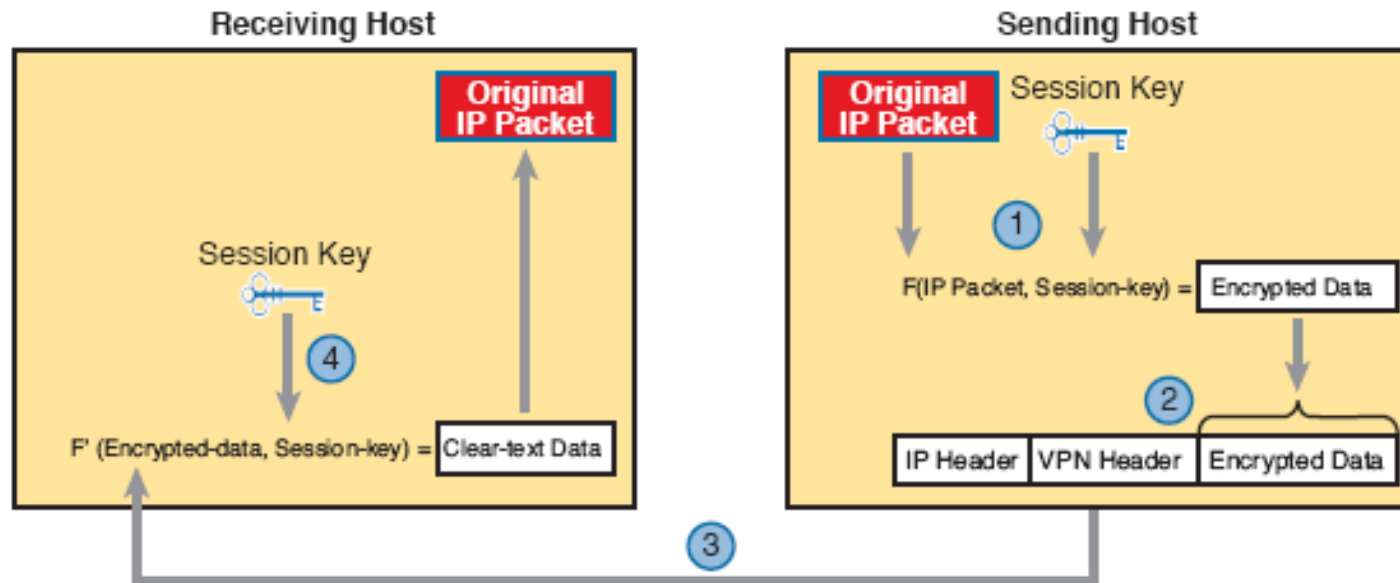 Receiving Host
Original
IP Packet
Session Key
E
4
F' (Encrypted-data, Session-key) = Clear-text Data
Sending Host
Original
IP Packet
Session Key
E
1
F(IP Packet, Session-key) = Encrypted Data
2
IP Header VPN Header Encrypted Data
3